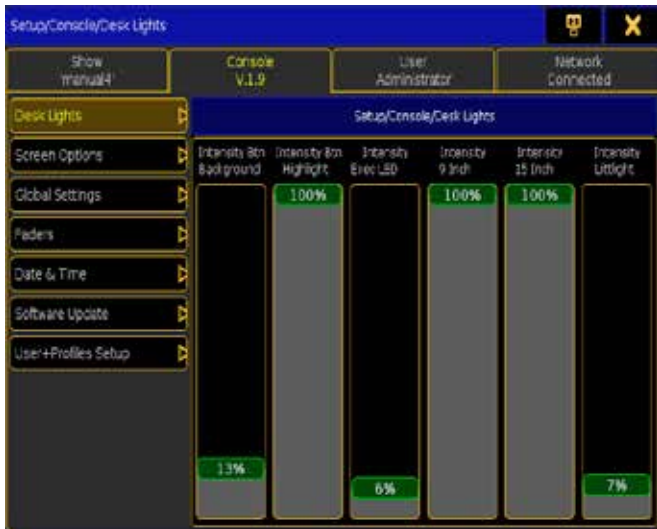 Setup/Console/Desk Lights
Show
manual4
Console
V.1.9
User
Administrator
Network
Connected
Desk Lights
Setup/Console/Desk Lights
Screen Options
Global Settings
Faders
Date & Time
Software Update
User+Profiles Setup
Intensity Btn
Background
Intensity Btn
Highlight
Intensity
Exec LED
Intensity
9 Inch
Intensity
15 Inch
Intensity
Littlight
100%
100%
100%
13%
6%
7%